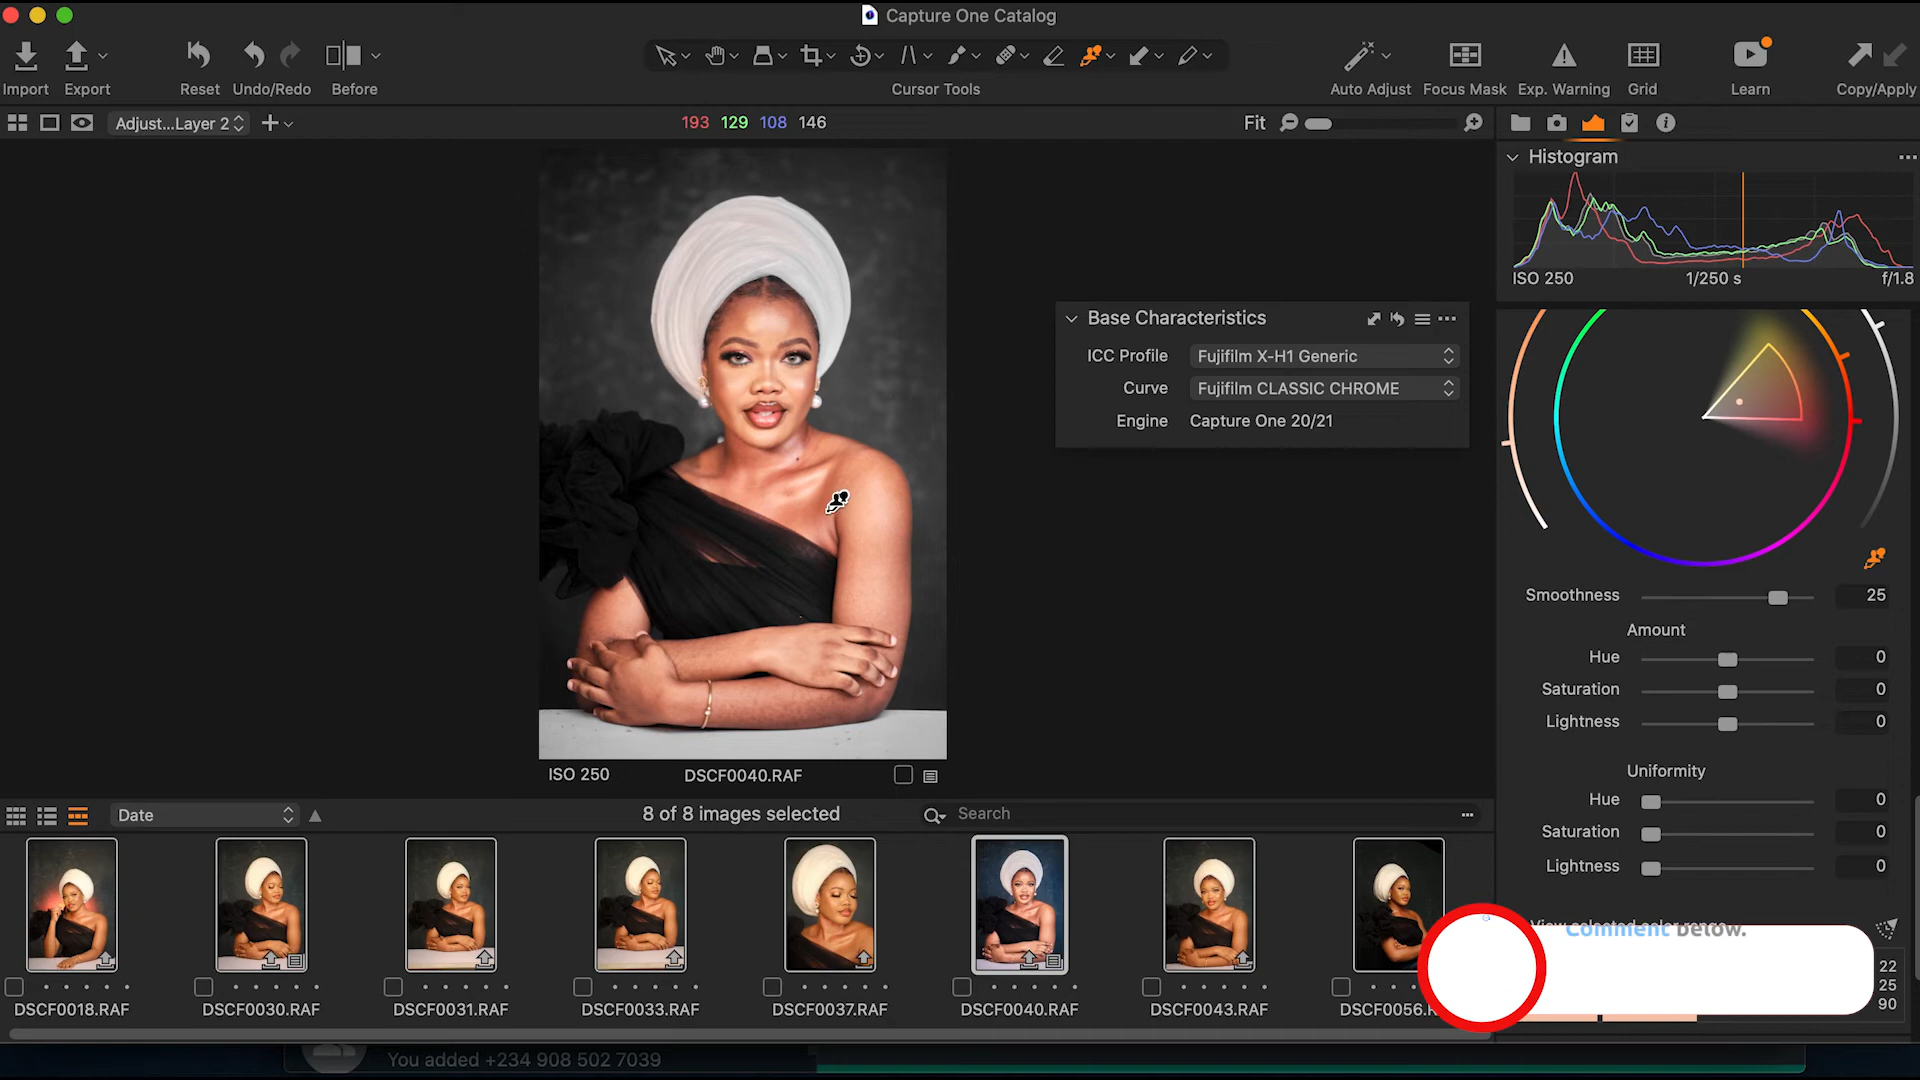 Capture One Catalog
Import
Export
Reset
Undo/Redo
Before
Cursor Tools
Auto Adjust
Focus Mask
Exp. Warning
Grid
Learn
Copy/Apply
Adjust...Layer 2
193 129 108 146
Fit
Histogram
ISO 250 1/250 s f/1.8
Base Characteristics
ICC Profile Fujifilm X-H1 Generic
Curve Fujifilm CLASSIC CHROME
Engine Capture One 20/21
Smoothness 25
Amount
Hue 0
Saturation 0
Lightness 0
Uniformity
Hue 0
Saturation 0
Lightness 0
View selected color range
Comment below.
22
25
90
ISO 250 DSCF0040.RAF
Date
8 of 8 images selected
Search
DSCF0018.RAF
DSCF0030.RAF
DSCF0031.RAF
DSCF0033.RAF
DSCF0037.RAF
DSCF0040.RAF
DSCF0043.RAF
DSCF0056.R
You added +234 908 502 7039